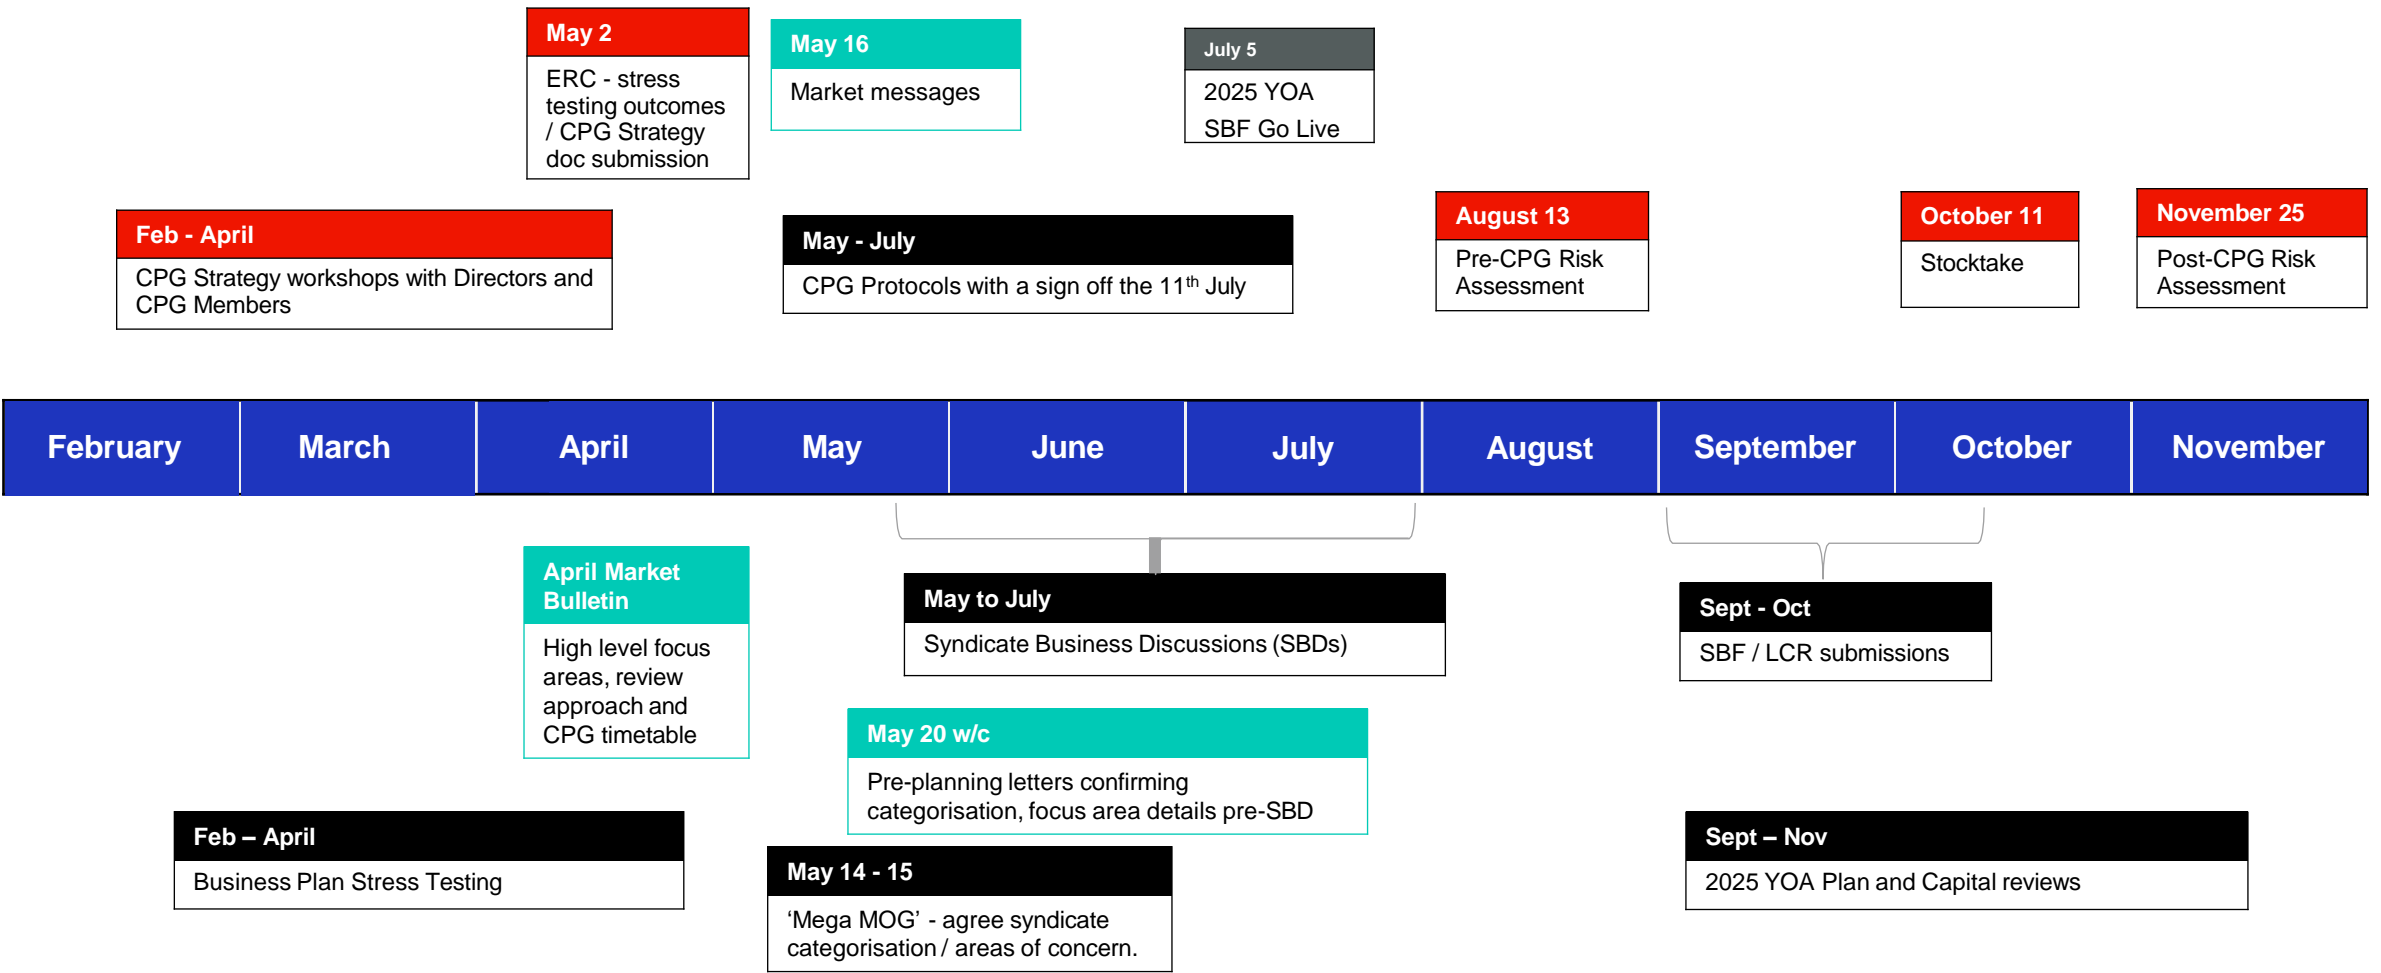 May 2
ERC - stress
testing outcomes
/ CPG Strategy
doc submission
May 16
Market messages
July 5
2025 YOA
SBF Go Live
Feb - April
CPG Strategy workshops with Directors and
CPG Members
May - July
CPG Protocols with a sign off the 11th July
August 13
Pre-CPG Risk
Assessment
October 11
Stocktake
November 25
Post-CPG Risk
Assessment
February
March
April
May
June
July
August
September
October
November
April Market
Bulletin
High level focus
areas, review
approach and
CPG timetable
May to July
Syndicate Business Discussions (SBDs)
Sept - Oct
SBF / LCR submissions
May 20 w/c
Pre-planning letters confirming
categorisation, focus area details pre-SBD
Feb – April
Business Plan Stress Testing
May 14 - 15
‘Mega MOG’ - agree syndicate
categorisation / areas of concern.
Sept – Nov
2025 YOA Plan and Capital reviews